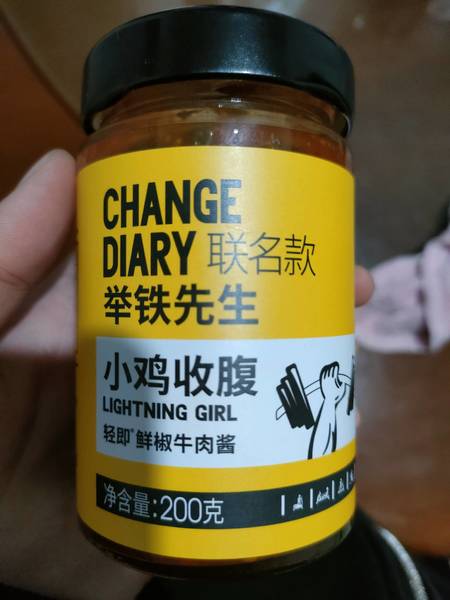 CHANGE
DIARY 联名款
举铁先生
小鸡收腹
LIGHTNING GIRL
轻即®鲜椒牛肉酱
净含量:200克